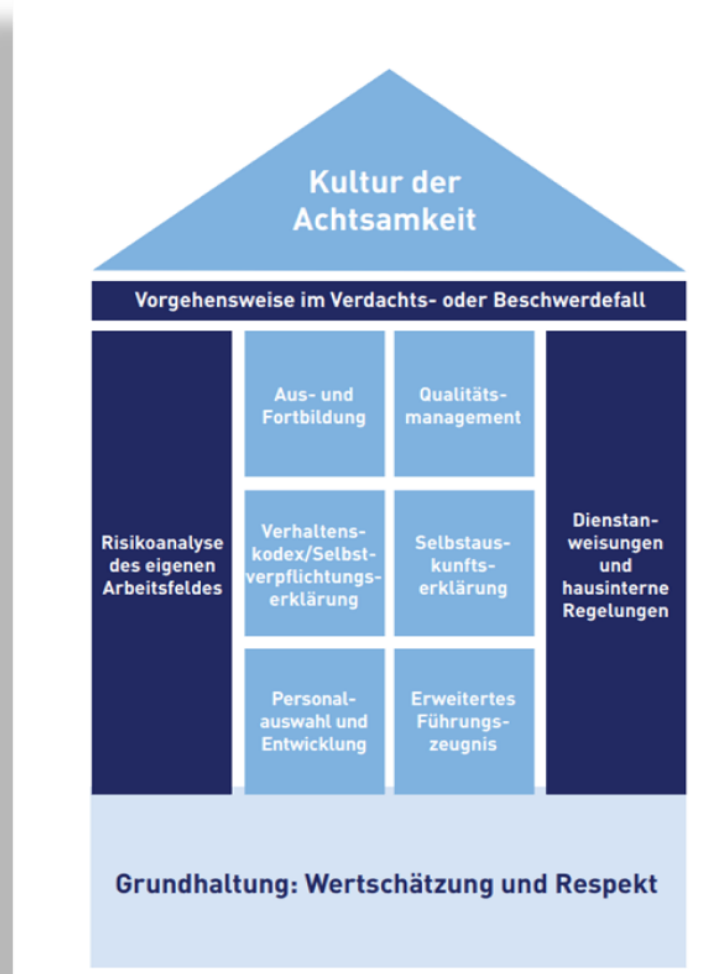 Kultur der
Achtsamkeit
Vorgehensweise im Verdachts- oder Beschwerdefall
Risikoanalyse
des eigenen
Arbeitsfeldes
Aus- und
Fortbildung
Qualitäts-
management
Verhaltens-
kodex/Selbst-
verpflichtungs-
erklärung
Selbstaus-
kunfts-
erklärung
Personal-
auswahl und
Entwicklung
Erweitertes
Führungs-
zeugnis
Dienstan-
weisungen
und
hausinterne
Regelungen
Grundhaltung: Wertschätzung und Respekt